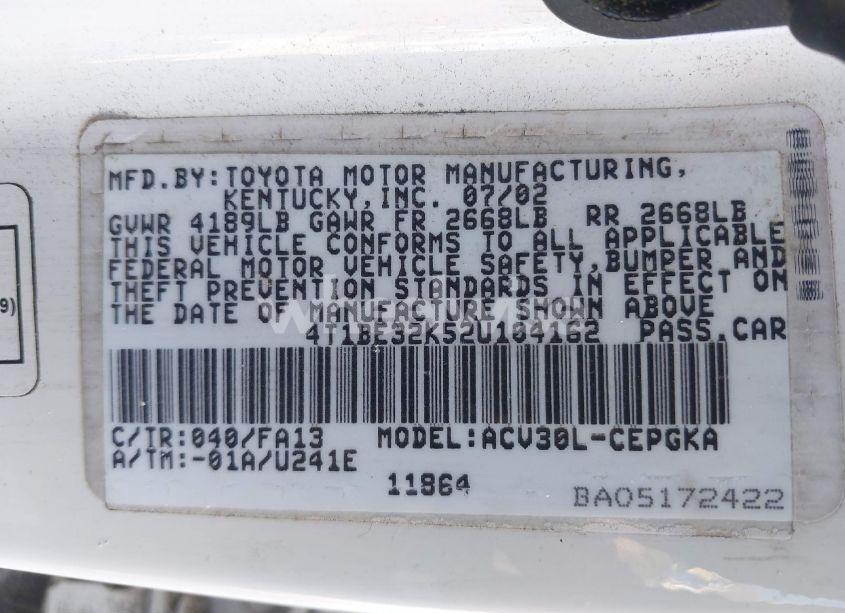 MFD.BY:TOYOTA MOTOR MANUFACTURING,
KENTUCKY,INC. 07/02
GVWR 4189LB GAWR FR 2668LB RR 2668LB
THIS VEHICLE CONFORMS TO ALL APPLICABLE
FEDERAL MOTOR VEHICLE SAFETY,BUMPER AND
THEFT PREVENTION STANDARDS IN EFFECT ON
THE DATE OF MANUFACTURE SHOWN ABOVE
4T1BE32K52U104162 PASS.CAR
C/TR:040/FA13 MODEL:ACV30L-CEPGKA
A/TM:-01A/U241E
11864
BA05172422
9)